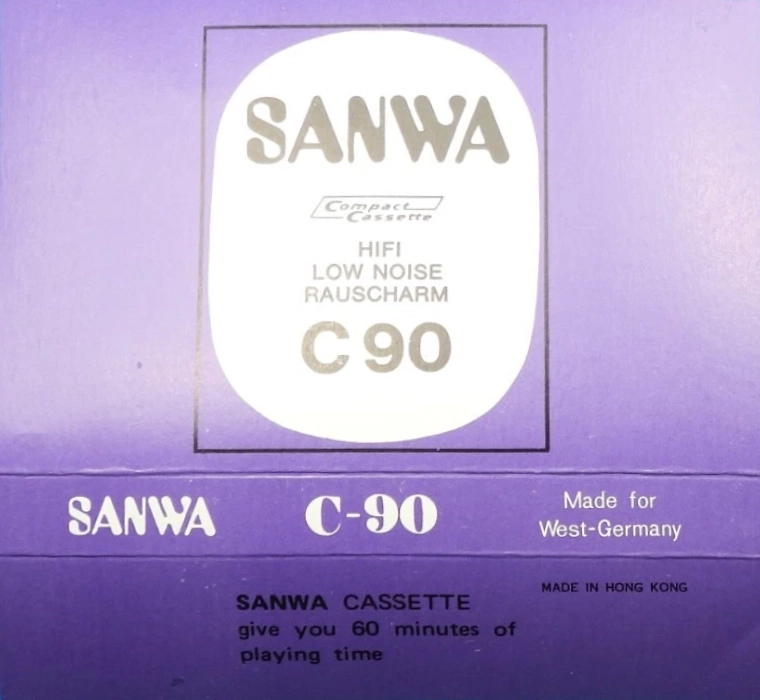 SANWA
Compact
Cassette
HIFI
LOW NOISE
RAUSCHARM
C 90
SANWA C-90 Made for
West-Germany
MADE IN HONG KONG
SANWA CASSETTE
give you 60 minutes of
playing time